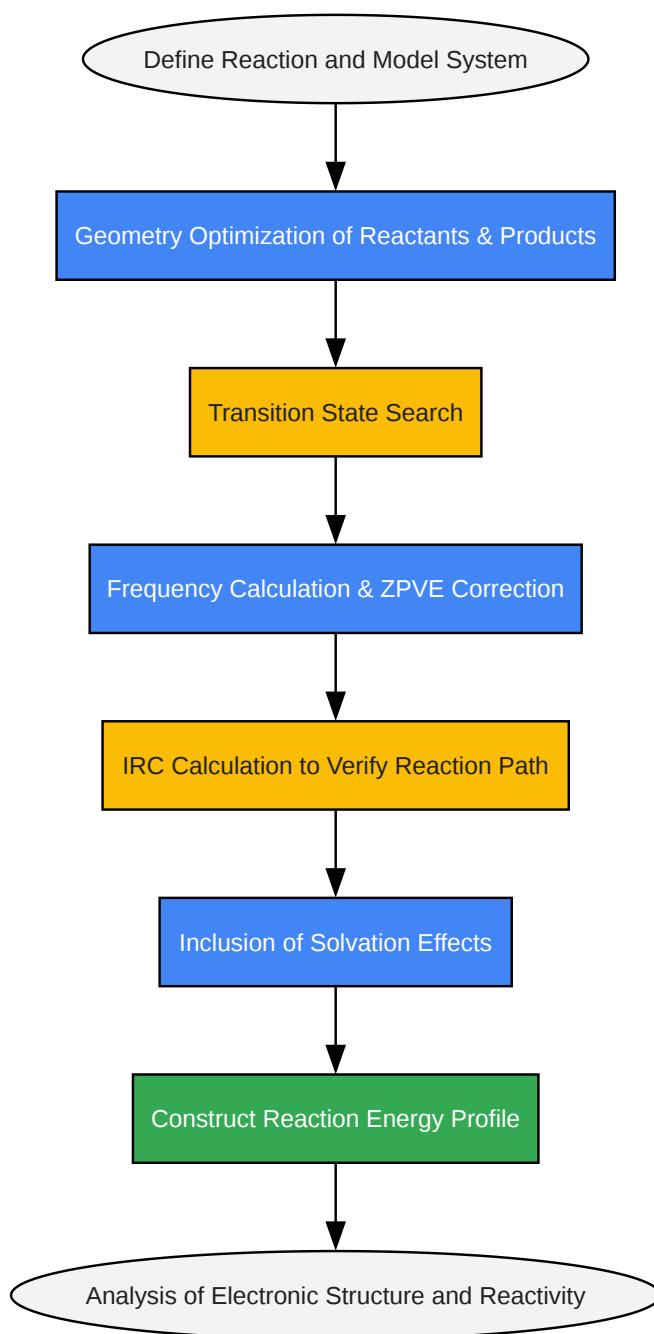 Define Reaction and Model System
Geometry Optimization of Reactants & Products
Transition State Search
Frequency Calculation & ZPVE Correction
IRC Calculation to Verify Reaction Path
Inclusion of Solvation Effects
Construct Reaction Energy Profile
Analysis of Electronic Structure and Reactivity